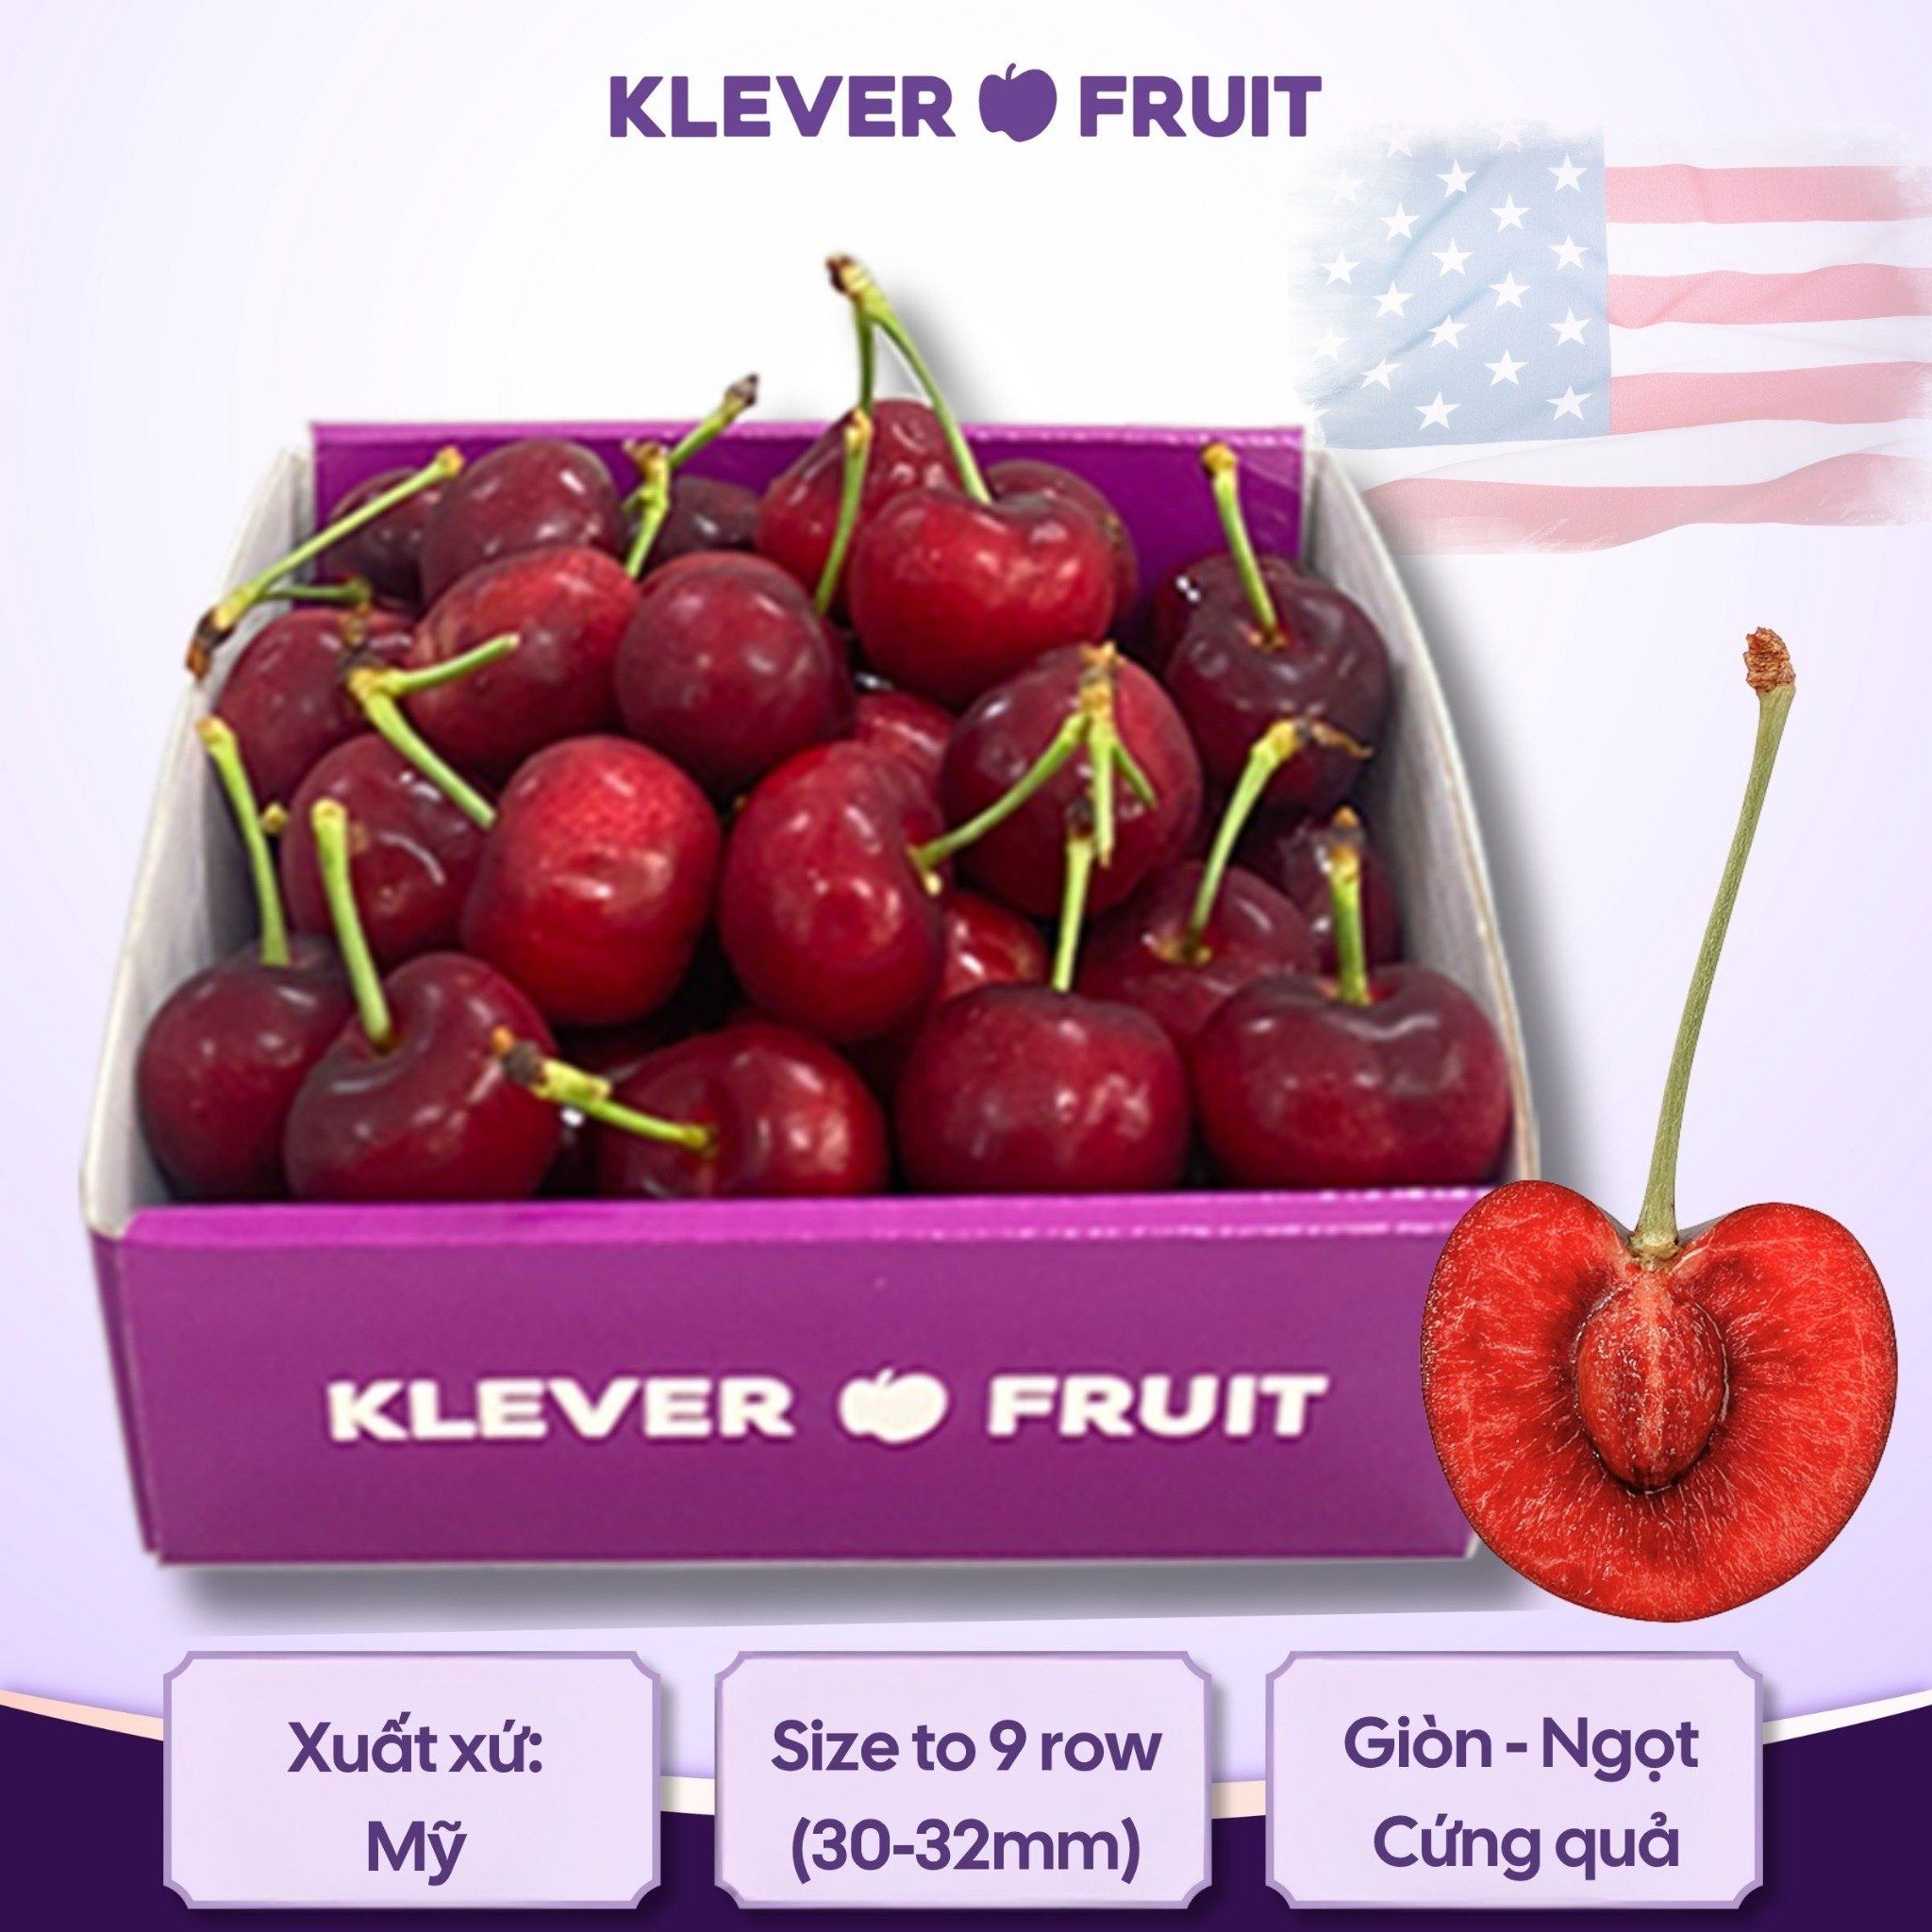 KLEVER FRUIT
KLEVER FRUIT
Xuất xứ:
Mỹ
Size to 9 row
(30-32mm)
Giòn - Ngọt
Cứng quả